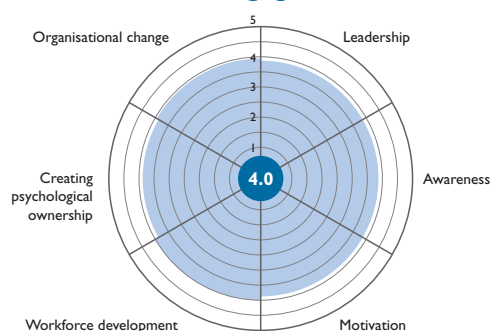 5
Organisational change
Leadership
4
3
2
1
4.0
Creating
psychological
ownership
Awareness
Workforce development
Motivation